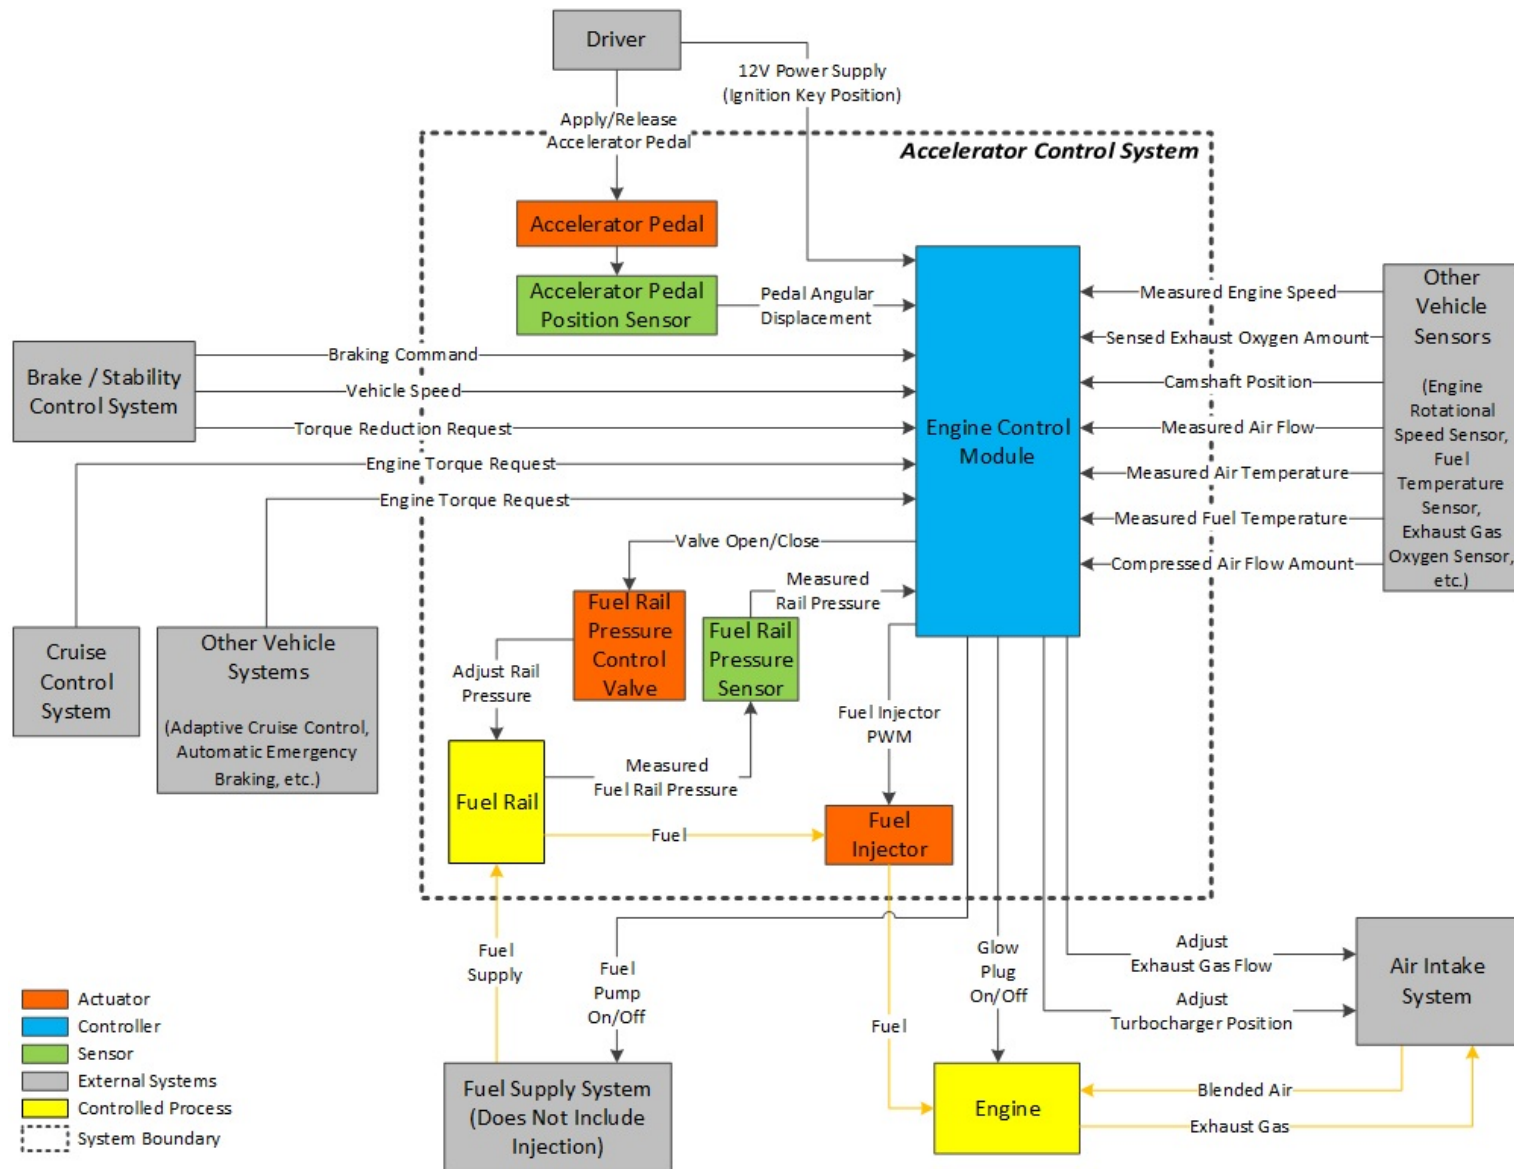 Driver
12V Power Supply
(Ignition Key Position)
Apply/Release
Accelerator Pedal
Accelerator Control System
Accelerator Pedal
Accelerator Pedal
Position Sensor
Pedal Angular
Displacement
Brake / Stability
Control System
Braking Command
Vehicle Speed
Torque Reduction Request
Engine Torque Request
Engine Torque Request
Engine Control
Module
Measured Engine Speed
Sensed Exhaust Oxygen Amount
Camshaft Position
Measured Air Flow
Measured Air Temperature
Measured Fuel Temperature
Compressed Air Flow Amount
Other
Vehicle
Sensors
(Engine
Rotational
Speed Sensor,
Fuel
Temperature
Sensor,
Exhaust Gas
Oxygen Sensor,
etc.)
Valve Open/Close
Measured
Rail Pressure
Cruise
Control
System
Other Vehicle
Systems
(Adaptive Cruise Control,
Automatic Emergency
Braking, etc.)
Adjust Rail
Pressure
Fuel Rail
Pressure
Control
Valve
Fuel Rail
Pressure
Sensor
Fuel Injector
PWM
Fuel Rail
Measured
Fuel Rail Pressure
Fuel
Fuel
Injector
Fuel
Supply
Fuel
Pump
On/Off
Fuel
Glow
Plug
On/Off
Adjust
Exhaust Gas Flow
Adjust
Turbocharger Position
Air Intake
System
Fuel Supply System
(Does Not Include
Injection)
Engine
Blended Air
Exhaust Gas
Actuator
Controller
Sensor
External Systems
Controlled Process
System Boundary